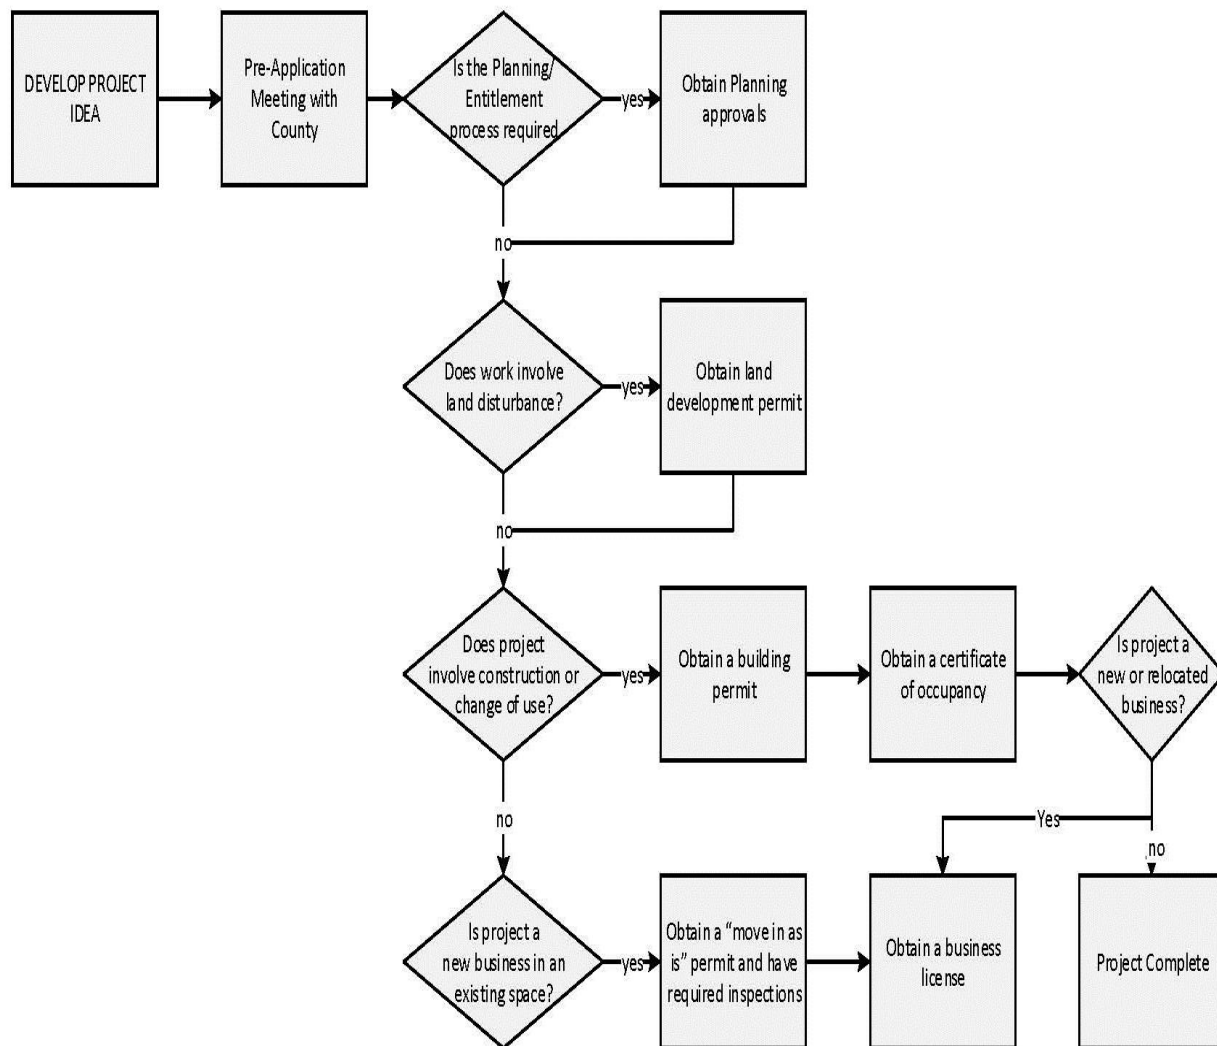 DEVELOP PROJECT
IDEA
Pre-Application
Meeting with
County
Is the Planning/
Entitlement
process required
yes
Obtain Planning
approvals
no
Does work involve
land disturbance?
yes
Obtain land
development permit
no
Does project
involve construction or
change of use?
yes
Obtain a building
permit
Obtain a certificate
of occupancy
Is project a
new or relocated
business?
no
Yes
no
Is project a
new business in an
existing space?
yes
Obtain a “move in as
is” permit and have
required inspections
Obtain a business
license
Project Complete